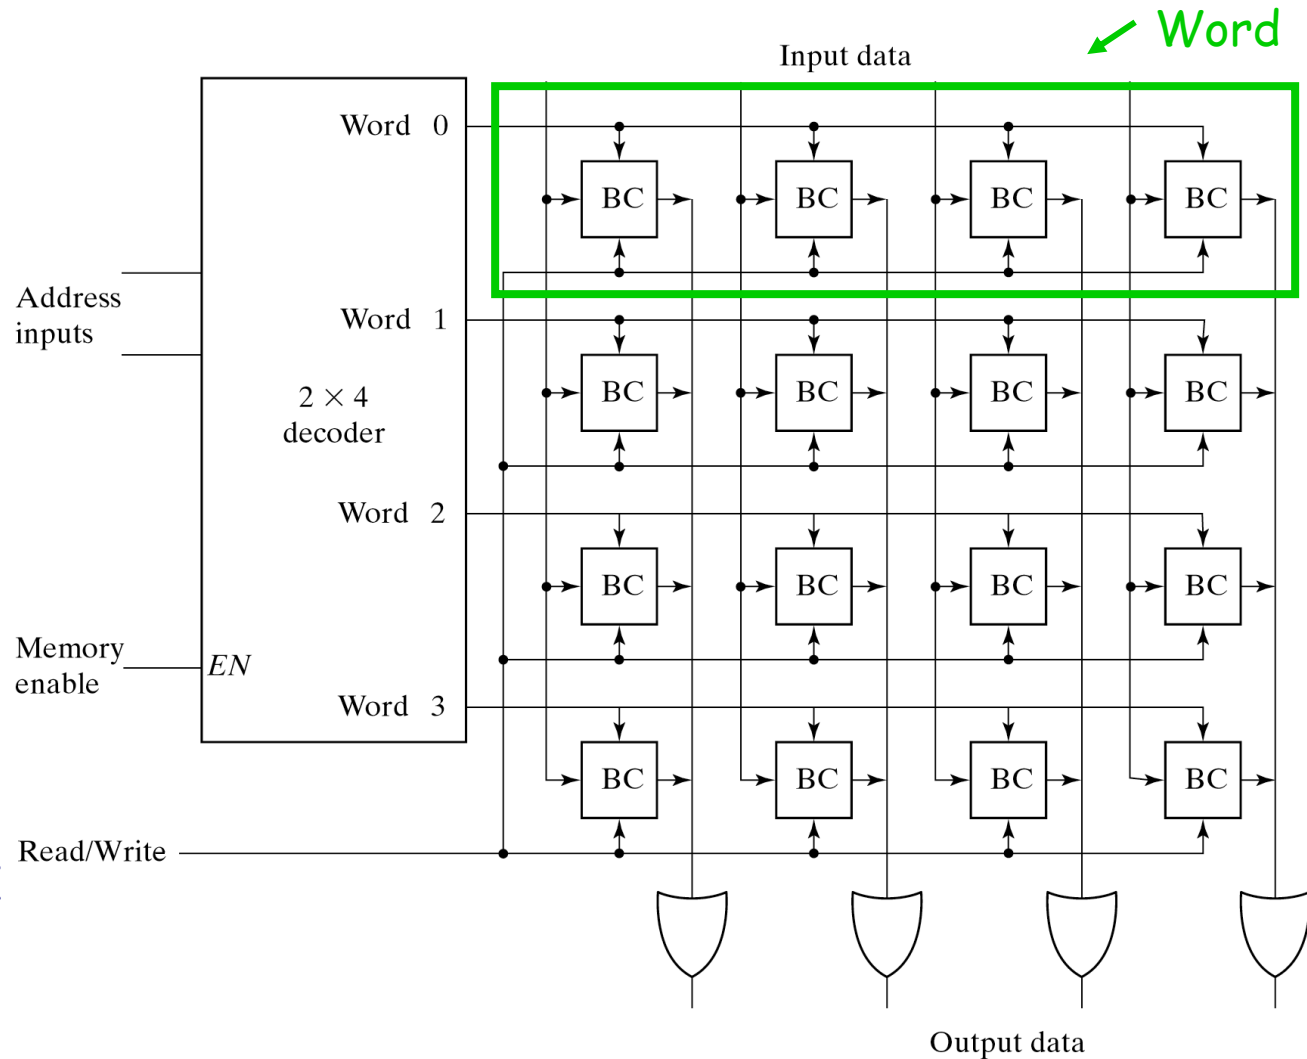 Word
Input data
Word 0
BC BC BC BC
Address
inputs
Word 1
BC BC BC BC
2 × 4
decoder
Word 2
BC BC BC BC
Memory
enable
EN
Word 3
BC BC BC BC
Read/Write
Output data